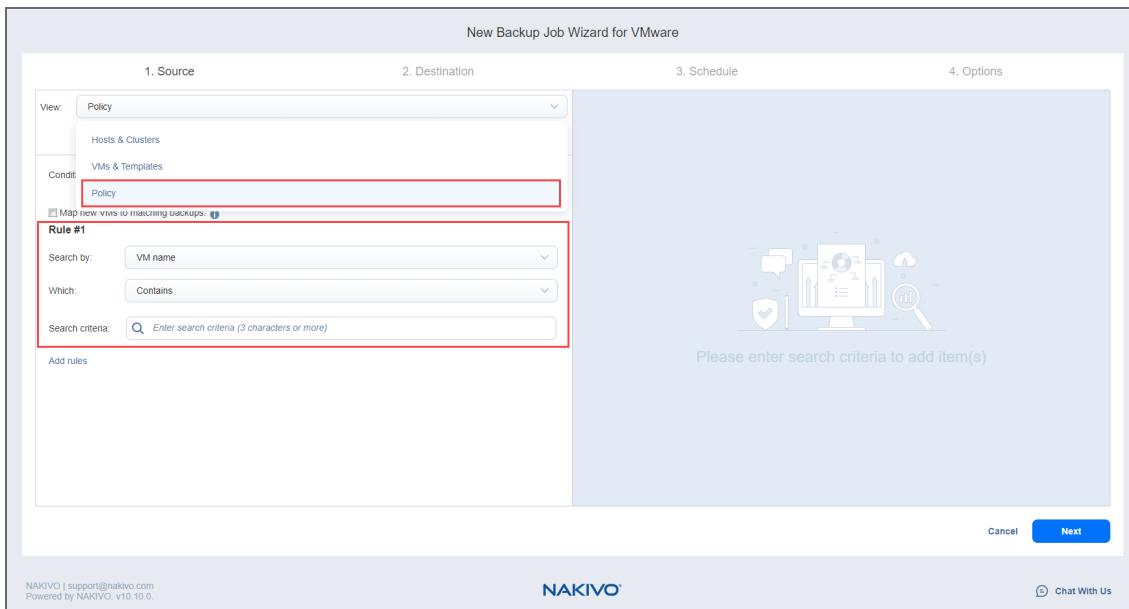 New Backup Job Wizard for VMware
1. Source
2. Destination
3. Schedule
4. Options
View:
Policy
Hosts & Clusters
VMs & Templates
Policy
Map new VMs to matching backups.
Rule #1
Search by:
VM name
Which:
Contains
Search criteria:
Enter search criteria (3 characters or more)
Add rules
Please enter search criteria to add item(s)
Cancel
Next
NAKIVO | support@nakivo.com
Powered by NAKIVO. v10.10.0.
NAKIVO
Chat With Us